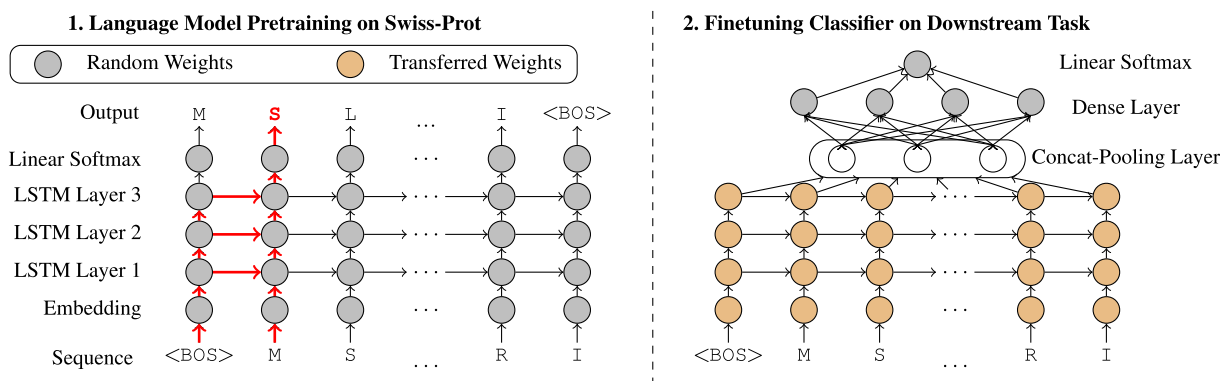 1. Language Model Pretraining on Swiss-Prot
Random Weights Transferred Weights
Output M S L ... I <BOS>
Linear Softmax ...
LSTM Layer 3 ...
LSTM Layer 2 ...
LSTM Layer 1 ...
Embedding ...
Sequence <BOS> M S ... R I
2. Finetuning Classifier on Downstream Task
Linear Softmax
Dense Layer
Concat-Pooling Layer
...
...
...
...
<BOS> M S ... R I